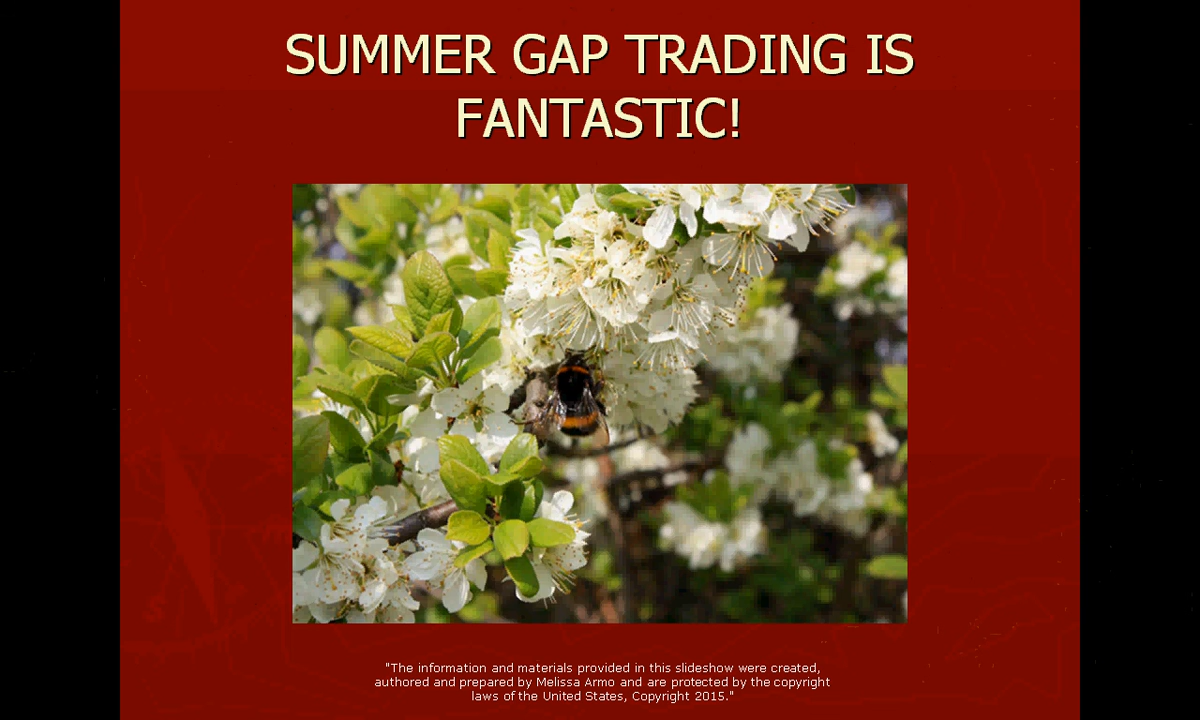 SUMMER GAP TRADING IS
FANTASTIC!
"The information and materials provided in this slideshow were created,
authored and prepared by Melissa Armo and are protected by the copyright
laws of the United States, Copyright 2015."